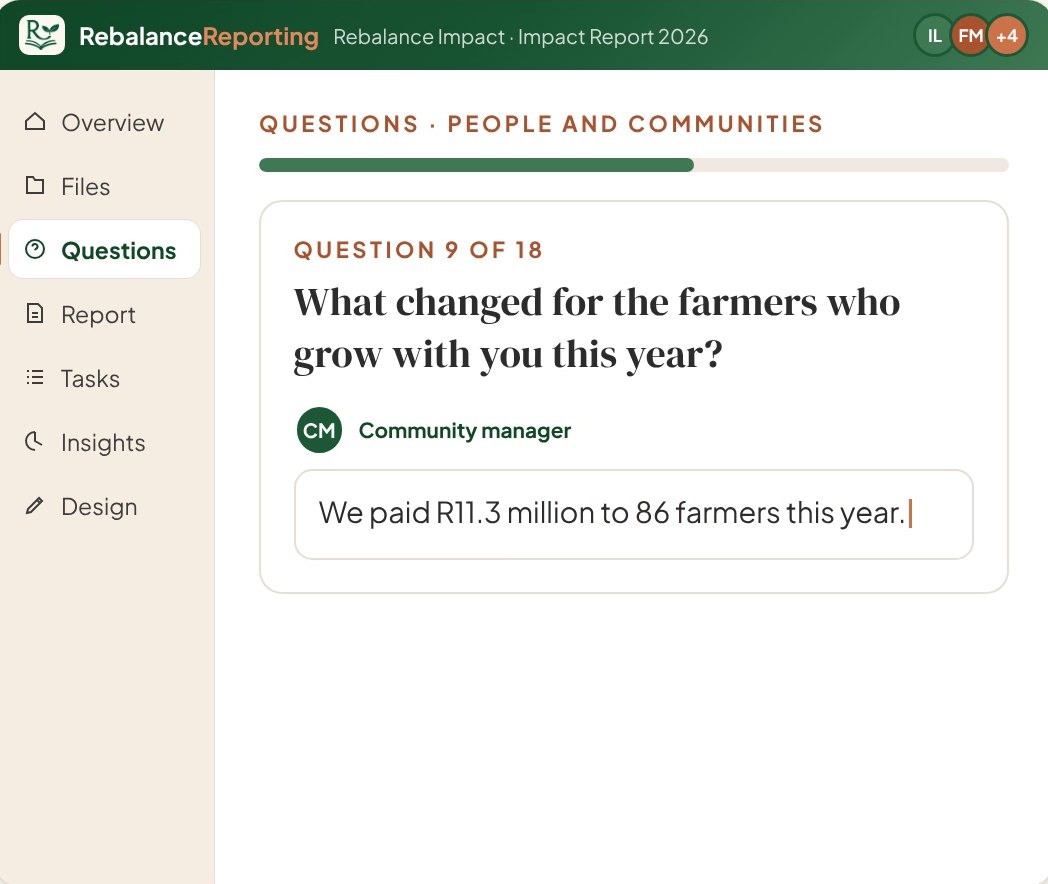 RebalanceReporting Rebalance Impact · Impact Report 2026 IL FM +4
Overview
Files
Questions
Report
Tasks
Insights
Design
QUESTIONS · PEOPLE AND COMMUNITIES
QUESTION 9 OF 18
What changed for the farmers who
grow with you this year?
CM Community manager
We paid R11.3 million to 86 farmers this year.